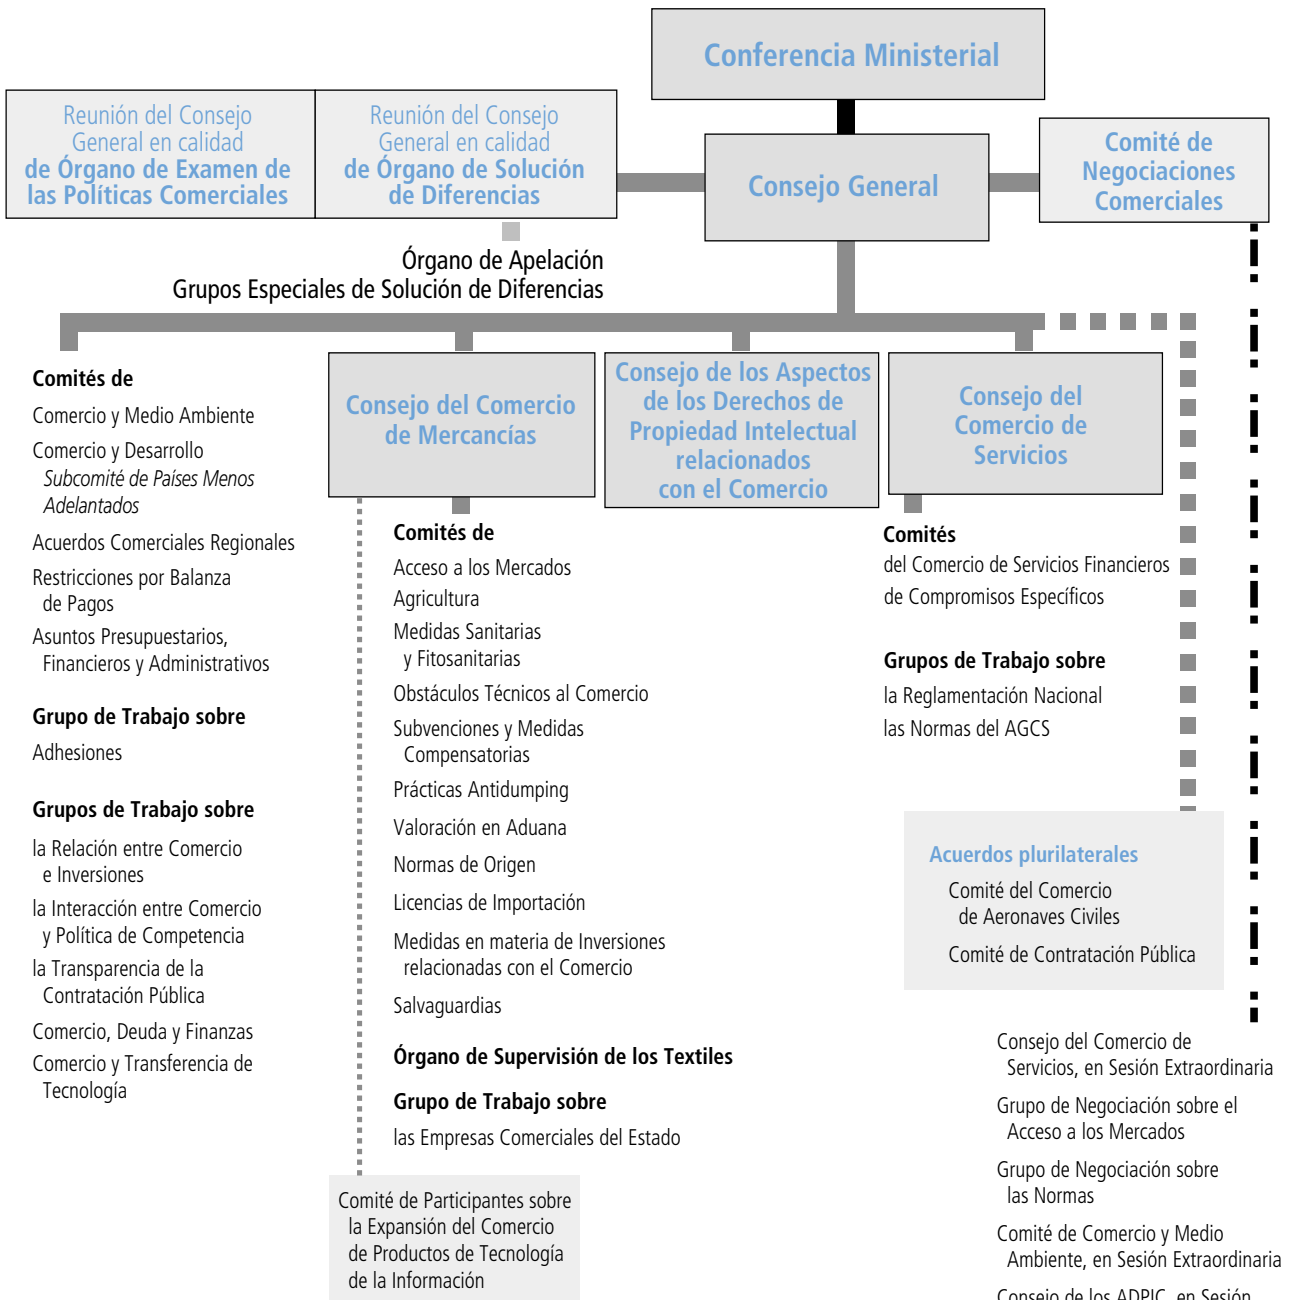 Conferencia Ministerial
Reunión del Consejo
General en calidad
de Órgano de Examen de
las Políticas Comerciales
Reunión del Consejo
General en calidad
de Órgano de Solución
de Diferencias
Consejo General
Comité de
Negociaciones
Comerciales
Órgano de Apelación
Grupos Especiales de Solución de Diferencias
Comités de
Comercio y Medio Ambiente
Comercio y Desarrollo
Subcomité de Países Menos
Adelantados
Acuerdos Comerciales Regionales
Restricciones por Balanza
de Pagos
Asuntos Presupuestarios,
Financieros y Administrativos
Grupo de Trabajo sobre
Adhesiones
Grupos de Trabajo sobre
la Relación entre Comercio
e Inversiones
la Interacción entre Comercio
y Política de Competencia
la Transparencia de la
Contratación Pública
Comercio, Deuda y Finanzas
Comercio y Transferencia de
Tecnología
Consejo del Comercio
de Mercancías
Comités de
Acceso a los Mercados
Agricultura
Medidas Sanitarias
y Fitosanitarias
Obstáculos Técnicos al Comercio
Subvenciones y Medidas
Compensatorias
Prácticas Antidumping
Valoración en Aduana
Normas de Origen
Licencias de Importación
Medidas en materia de Inversiones
relacionadas con el Comercio
Salvaguardias
Órgano de Supervisión de los Textiles
Grupo de Trabajo sobre
las Empresas Comerciales del Estado
Comité de Participantes sobre
la Expansión del Comercio
de Productos de Tecnología
de la Información
Consejo de los Aspectos
de los Derechos de
Propiedad Intelectual
relacionados
con el Comercio
Consejo del
Comercio de
Servicios
Comités
del Comercio de Servicios Financieros
de Compromisos Específicos
Grupos de Trabajo sobre
la Reglamentación Nacional
las Normas del AGCS
Acuerdos plurilaterales
Comité del Comercio
de Aeronaves Civiles
Comité de Contratación Pública
Consejo del Comercio de
Servicios, en Sesión Extraordinaria
Grupo de Negociación sobre el
Acceso a los Mercados
Grupo de Negociación sobre
las Normas
Comité de Comercio y Medio
Ambiente, en Sesión Extraordinaria
Consejo de los ADPIC, en Sesión